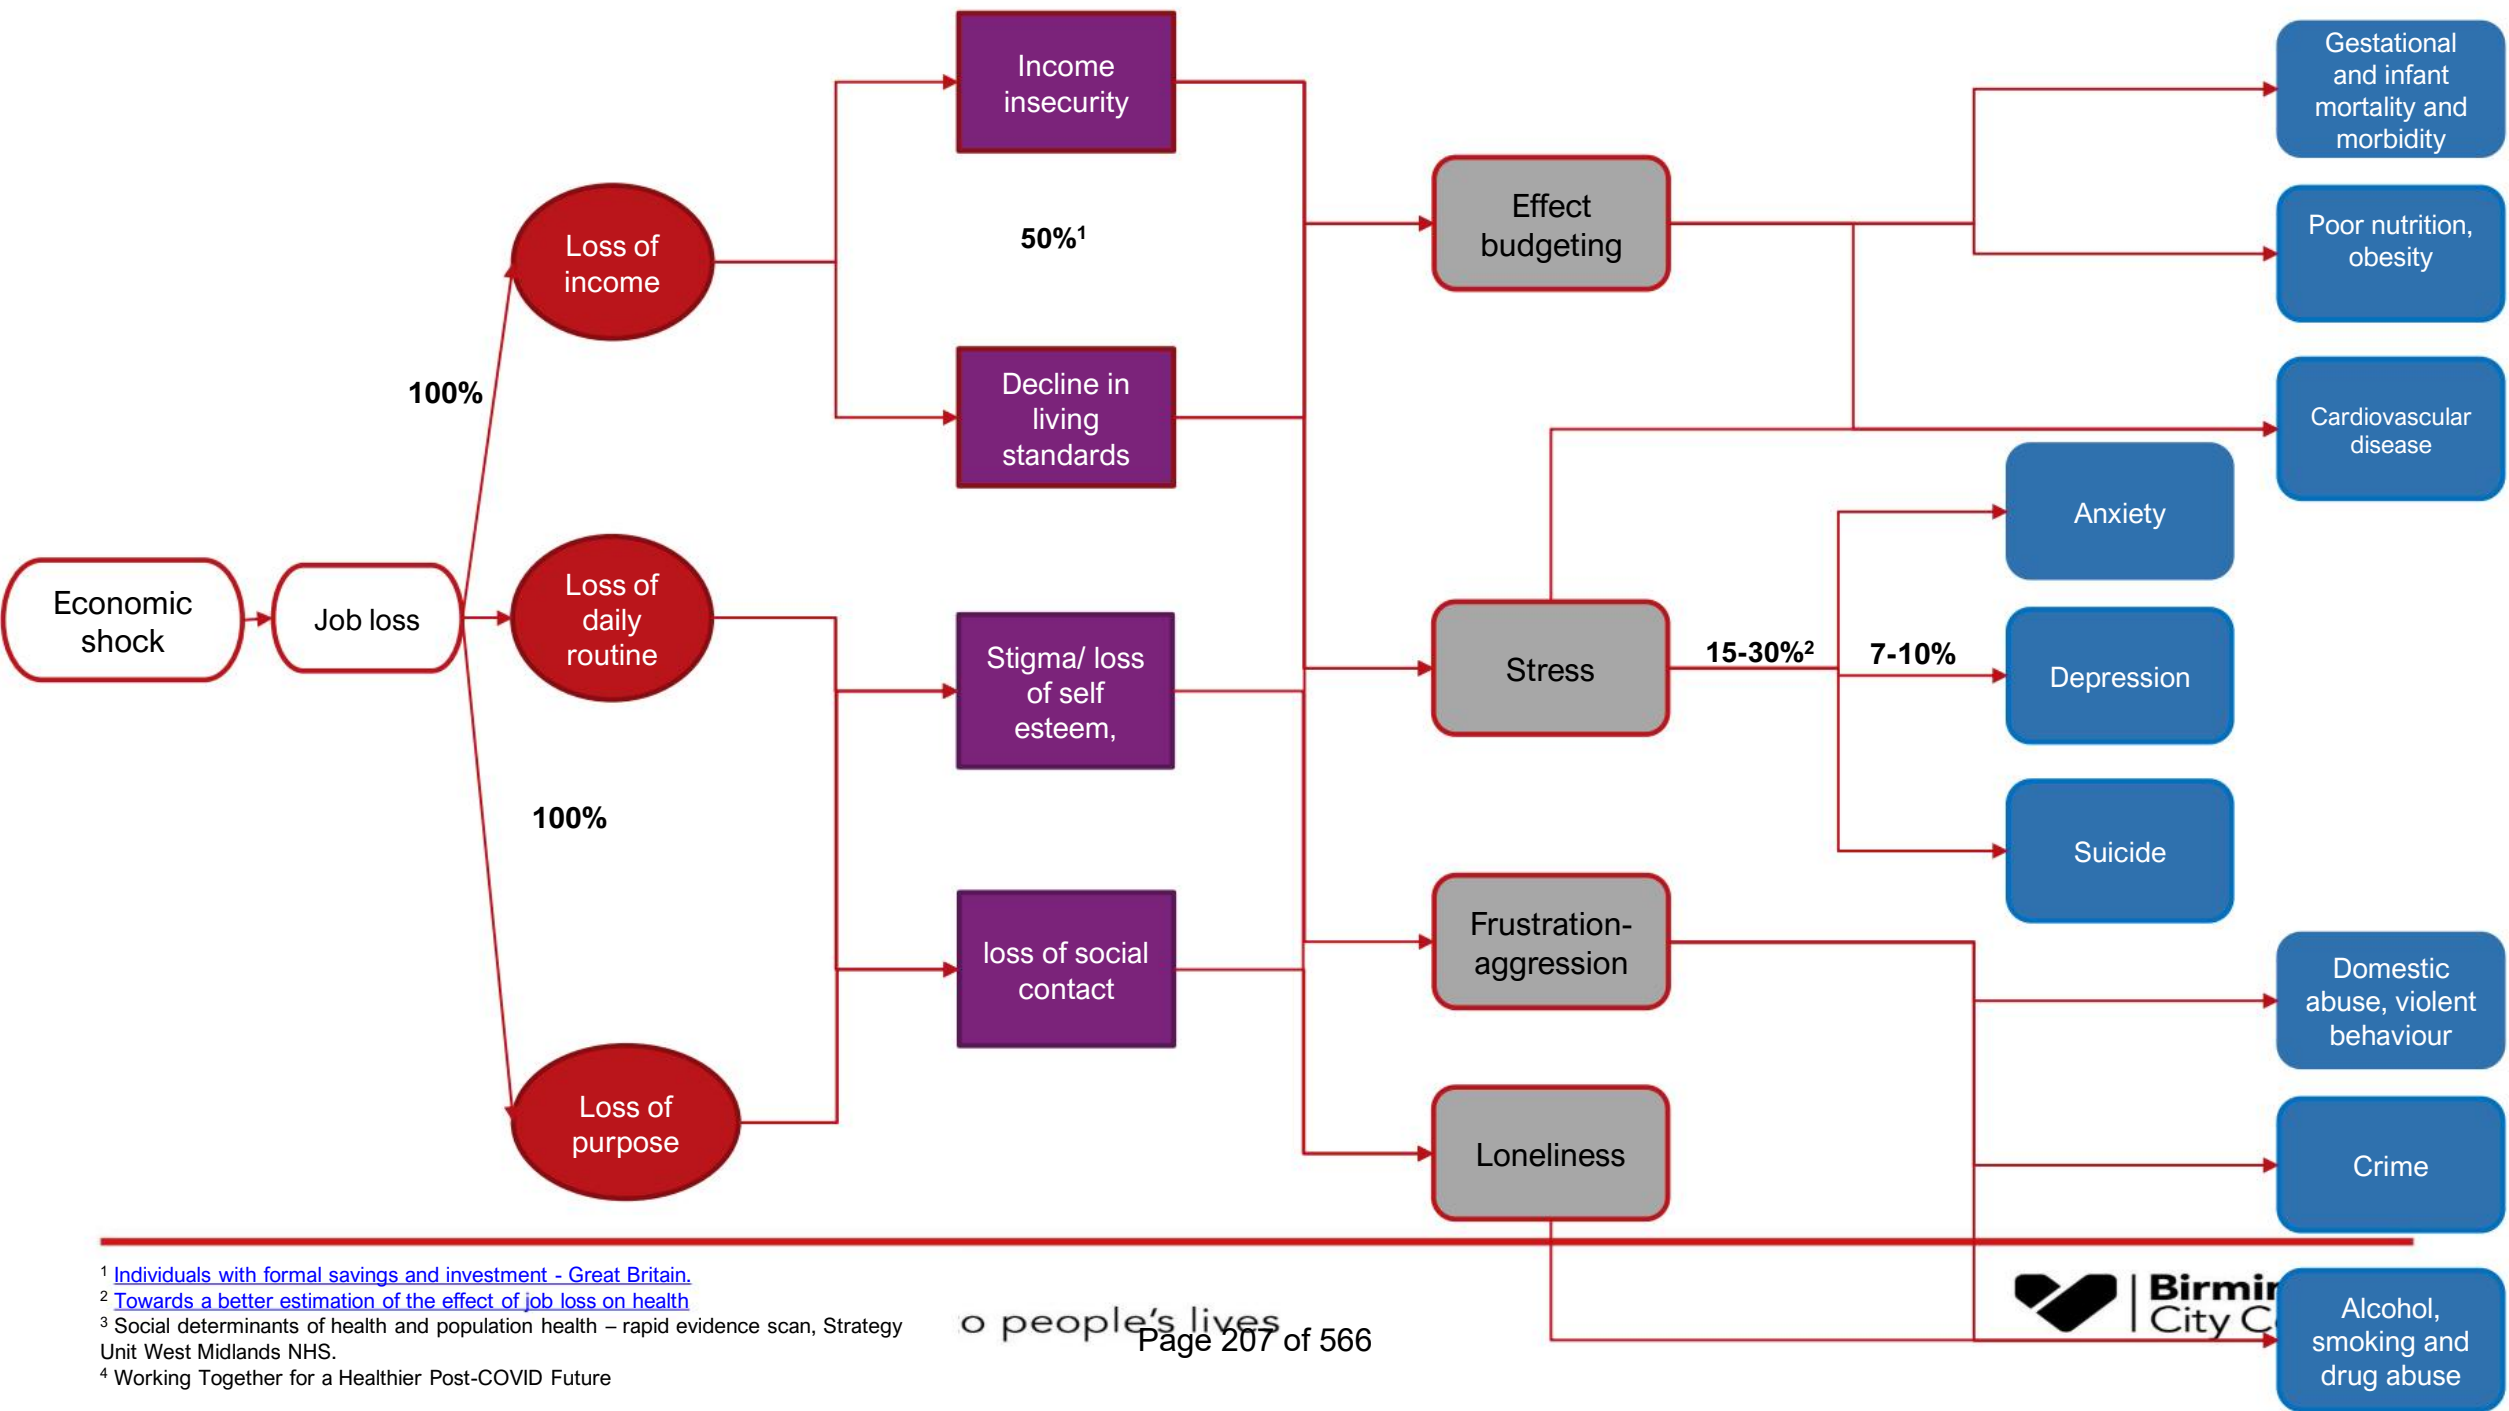 Economic
shock
Job loss
100%
100%
Loss of
income
Loss of
daily
routine
Loss of
purpose
Income
insecurity
50%¹
Decline in
living
standards
Stigma/ loss
of self
esteem,
loss of social
contact
Effect
budgeting
Stress
Frustration-
aggression
Loneliness
15-30%²
7-10%
Anxiety
Depression
Suicide
Gestational
and infant
mortality and
morbidity
Poor nutrition,
obesity
Cardiovascular
disease
Domestic
abuse, violent
behaviour
Crime
Alcohol,
smoking and
drug abuse
¹ Individuals with formal savings and investment - Great Britain.
² Towards a better estimation of the effect of job loss on health
³ Social determinants of health and population health – rapid evidence scan, Strategy
Unit West Midlands NHS.
⁴ Working Together for a Healthier Post-COVID Future
o people's lives
Page 207 of 566
City